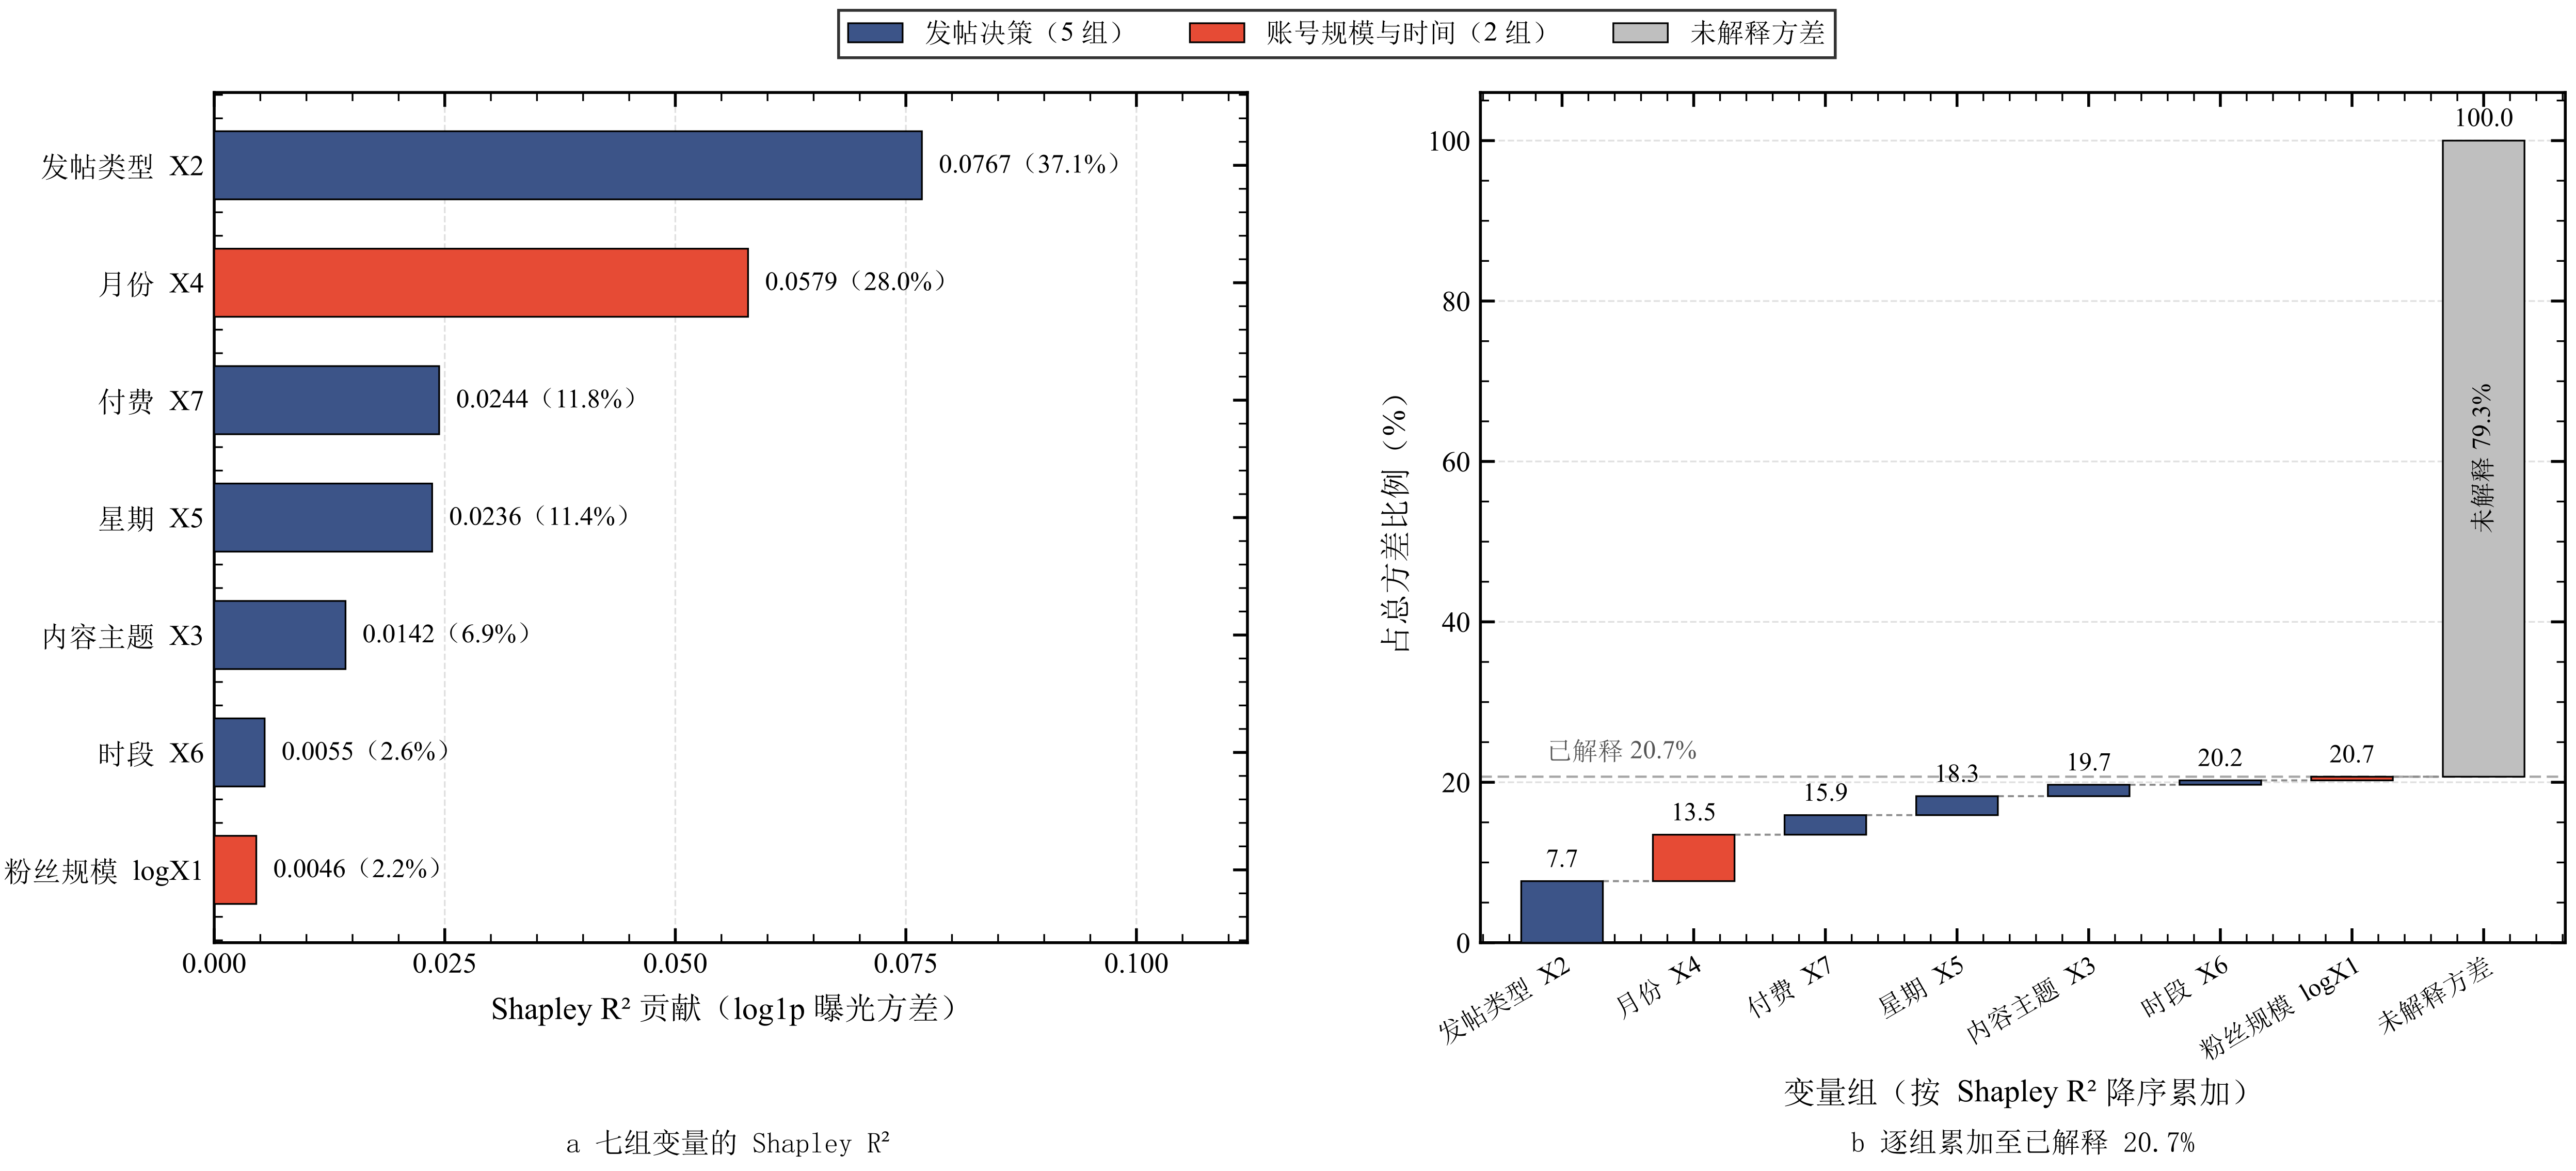 发帖决策（5 组）
账号规模与时间（2 组）
未解释方差
发帖类型 X2
0.0767（37.1%）
月份 X4
0.0579（28.0%）
付费 X7
0.0244（11.8%）
星期 X5
0.0236（11.4%）
内容主题 X3
0.0142（6.9%）
时段 X6
0.0055（2.6%）
粉丝规模 logX1
0.0046（2.2%）
0.000
0.025
0.050
0.075
0.100
Shapley R² 贡献（log1p 曝光方差）
a 七组变量的 Shapley R²
占总方差比例（%）
100
80
60
40
20
0
已解释 20.7%
7.7
13.5
15.9
18.3
19.7
20.2
20.7
100.0
未解释 79.3%
发帖类型 X2
月份 X4
付费 X7
星期 X5
内容主题 X3
时段 X6
粉丝规模 logX1
未解释方差
变量组（按 Shapley R² 降序累加）
b 逐组累加至已解释 20.7%